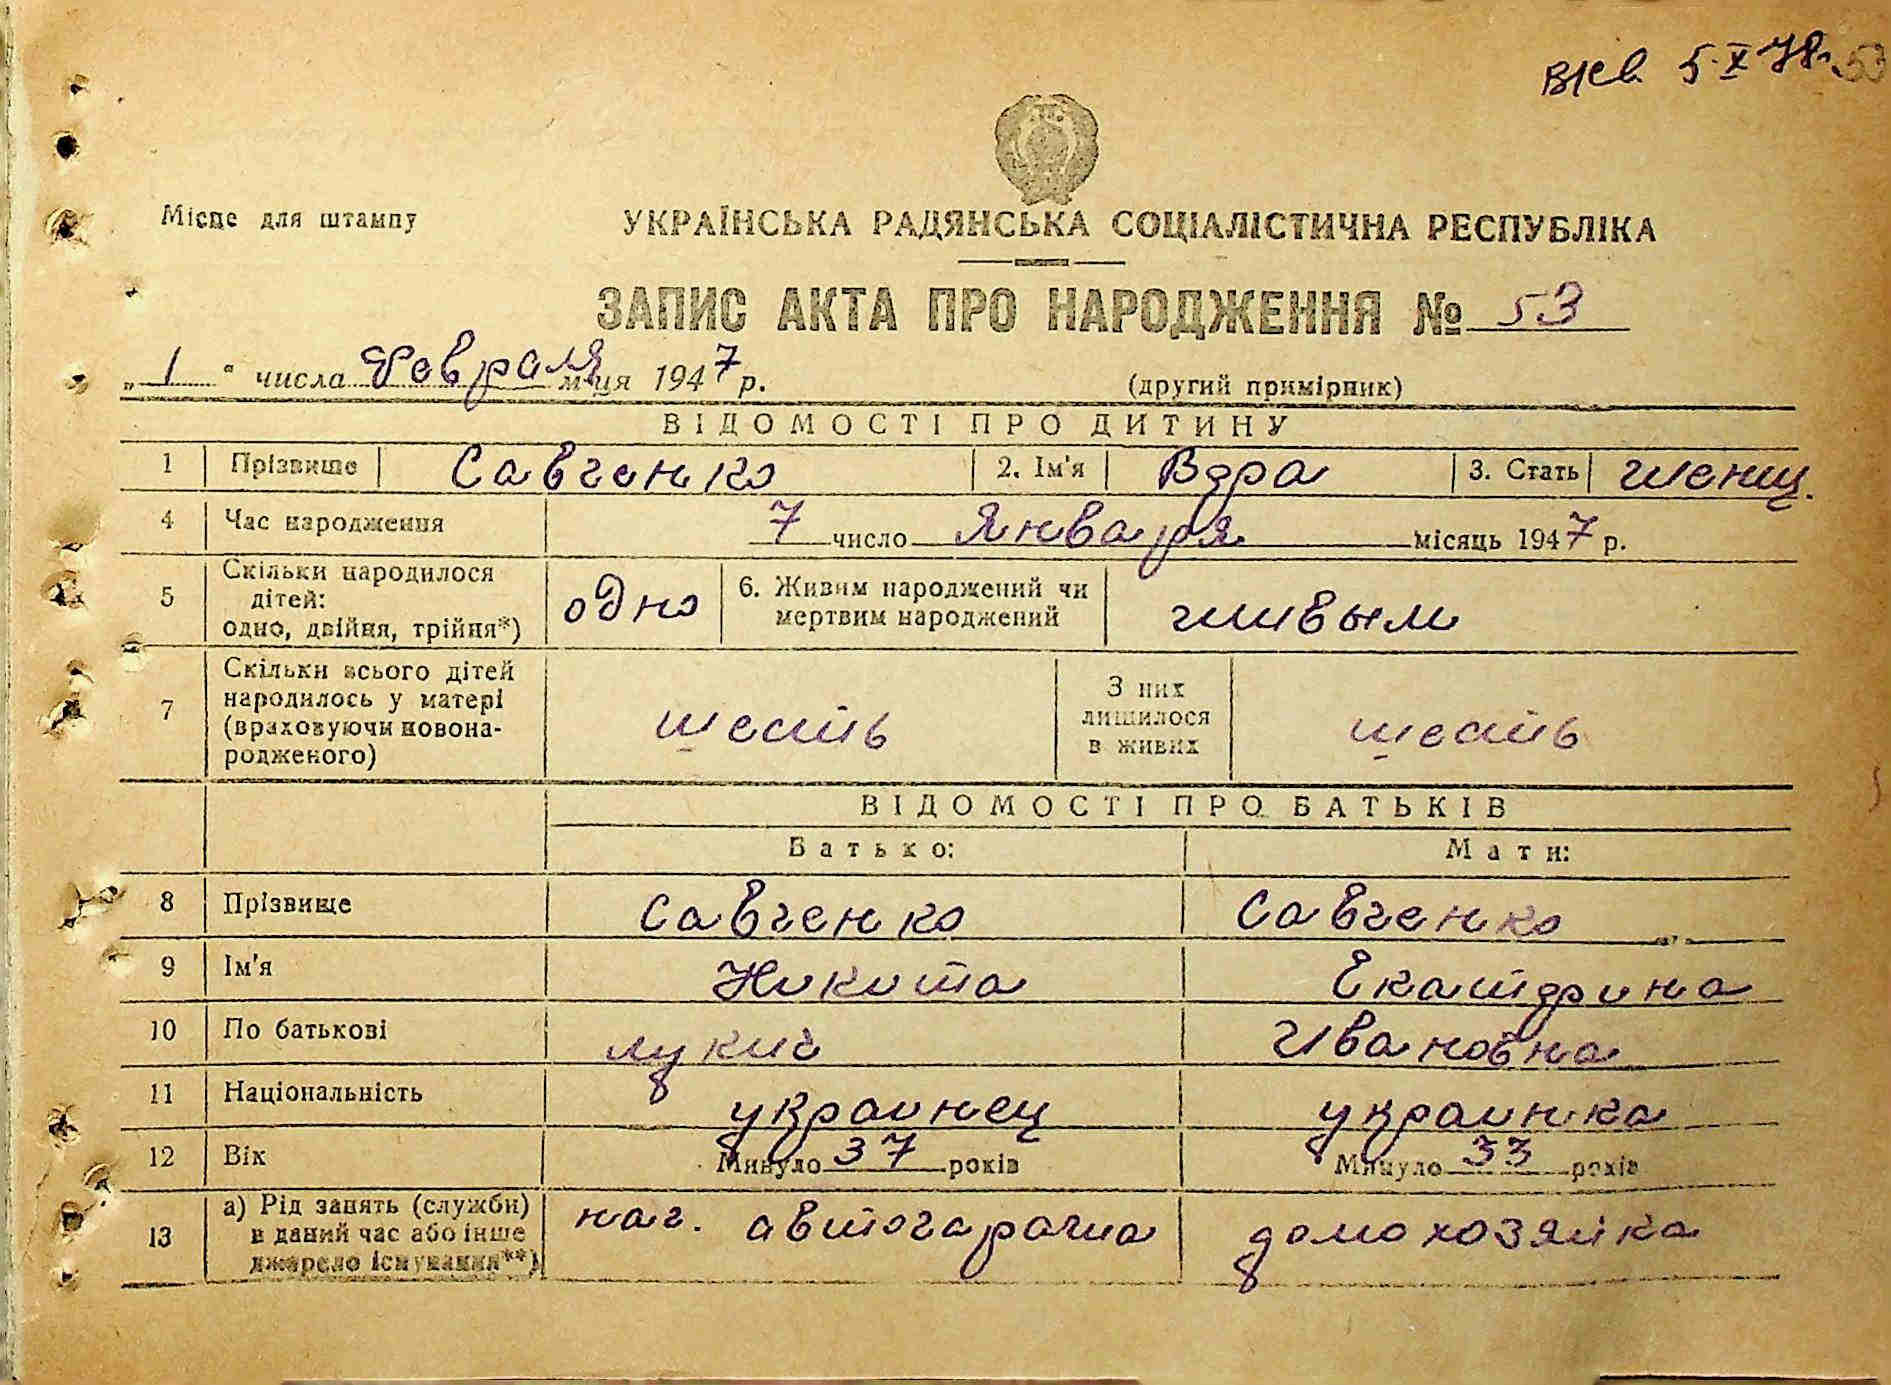 5 X 78г. 53
Місце для штампу
УКРАЇНСЬКА РАДЯНСЬКА СОЦІАЛІСТИЧНА РЕСПУБЛІКА
ЗАПИС АКТА ПРО НАРОДЖЕННЯ № 53
„1“ числа Февраля м-ця 1947 р.
(другий примірник)
ВІДОМОСТІ ПРО ДИТИНУ
1 Прізвище Савченко 2. Ім'я Вера 3. Стать женщ.
4 Час народження 7 число Января місяць 1947 р.
5 Скільки народилося дітей: одно, двійня, трійня*) одно 6. Живим народжений чи мертвим народжений живым
7 Скільки всього дітей народилось у матері (враховуючи новонародженого) шесть З них лишилося в живих шесть
ВІДОМОСТІ ПРО БАТЬКІВ
Батько: Мати:
8 Прізвище Савченко Савченко
9 Ім'я Никита Екатерина
10 По батькові Лукич Ивановна
11 Національність украинец украинка
12 Вік Минуло 37 років Минуло 33 років
13 а) Рід занять (служби) в даний час або інше джерело існування**) нач. автогаража домохозяйка